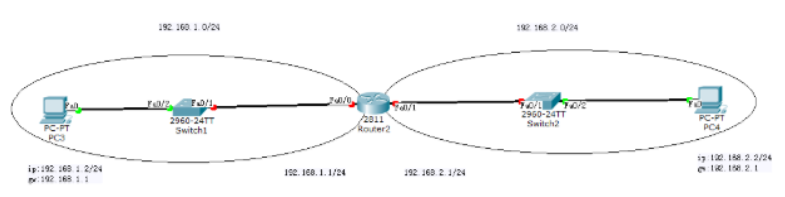 192.168.1.0/24
192.168.2.0/24
Fa0
Fa0/2
Fa0/1
Fa0/0
Fa0/1
Fa0/1
Fa0/2
Fa0
PC-PT
PC3
2960-24TT
Switch1
2811
Router2
2960-24TT
Switch2
PC-PT
PC4
ip:192.168.1.2/24
gw:192.168.1.1
192.168.1.1/24
192.168.2.1/24
ip:192.168.2.2/24
gw:192.168.2.1